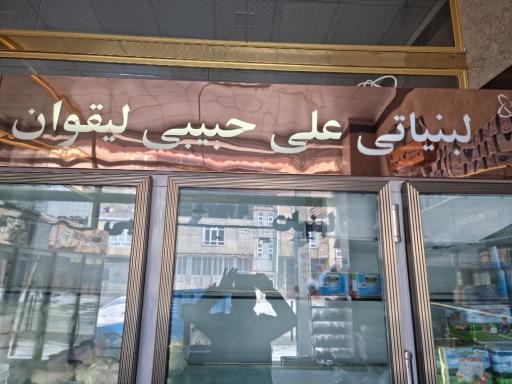 لبنیاتی علی حبیبی لیقوان